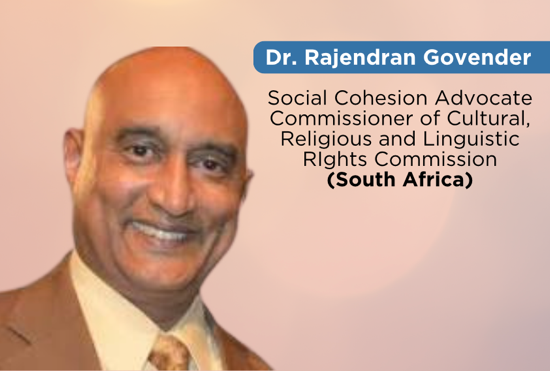 Dr. Rajendran Govender
Social Cohesion Advocate
Commissioner of Cultural,
Religious and Linguistic
RIghts Commission
(South Africa)